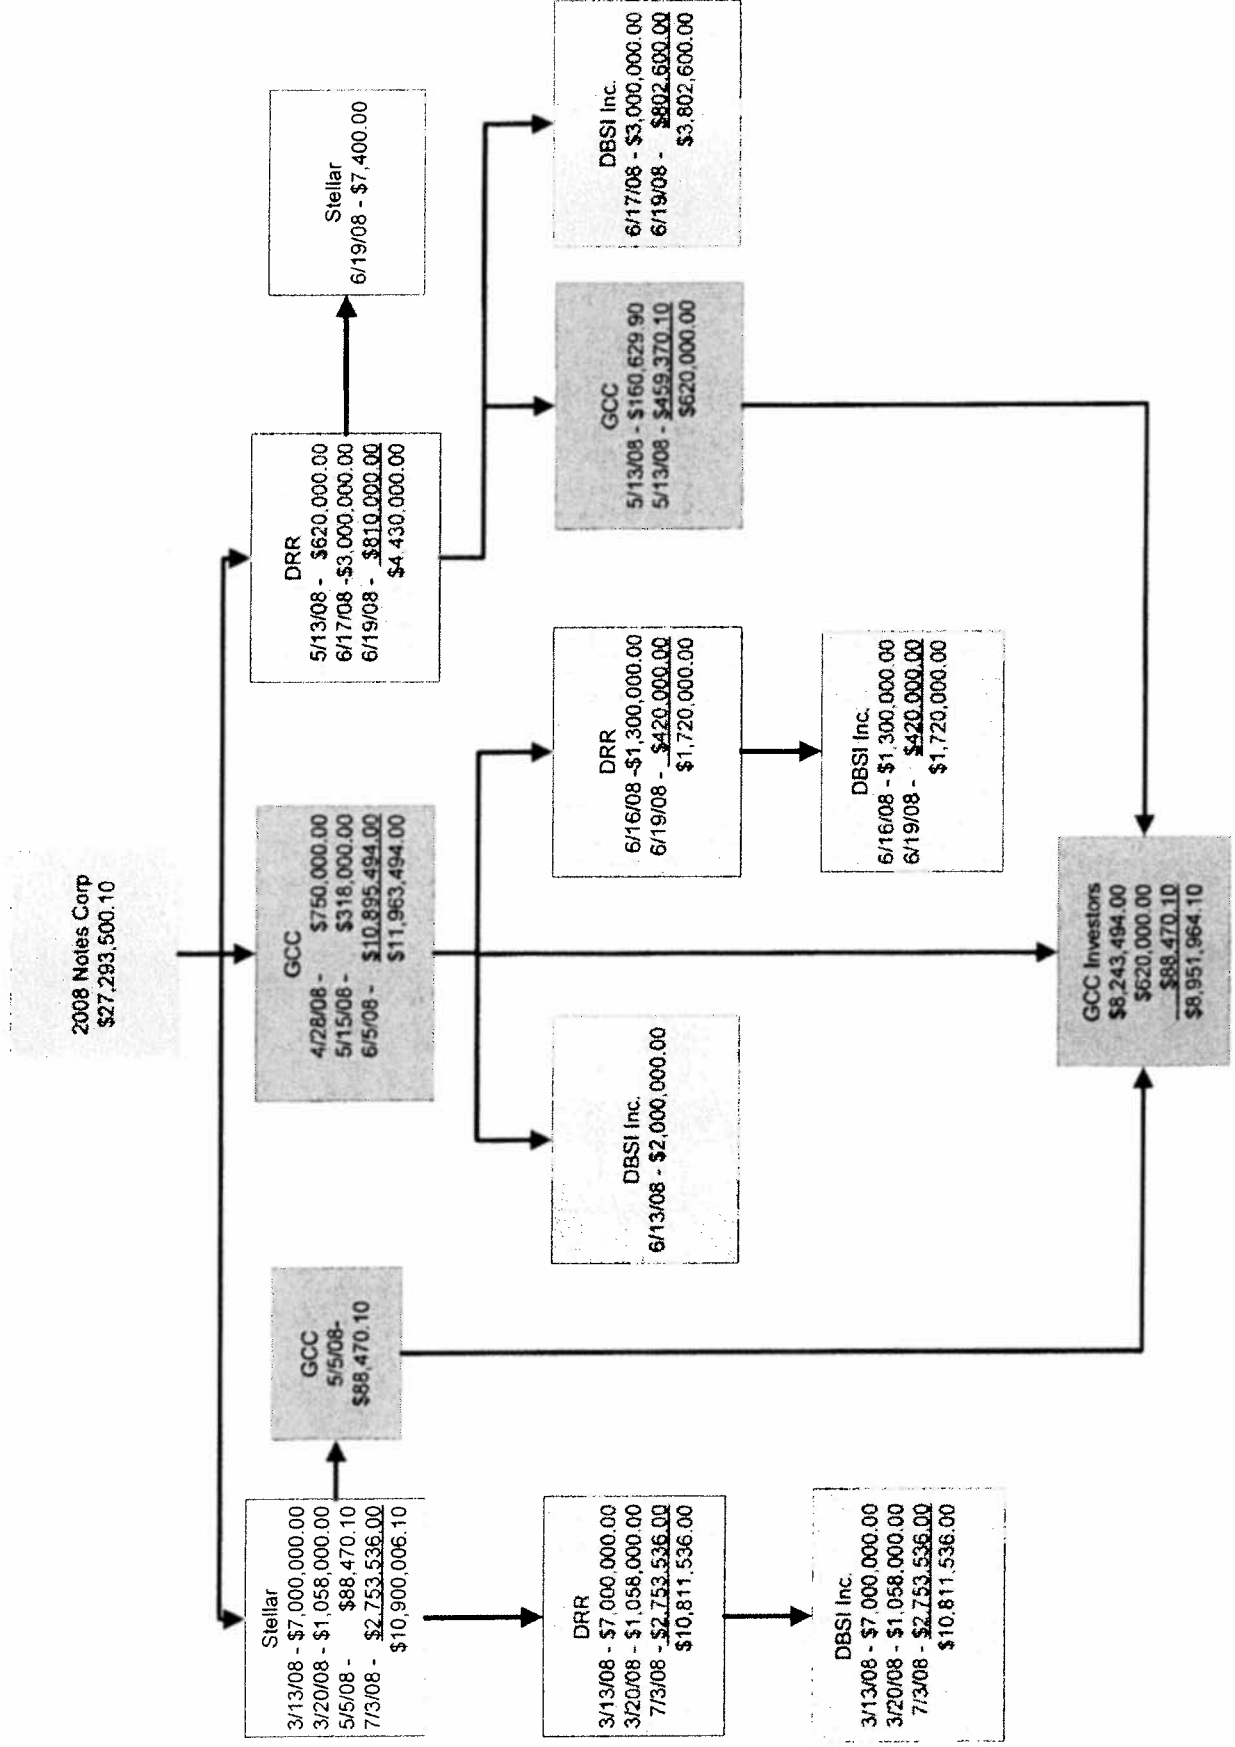 2008 Notes Corp
$27,293,500.10
Stellar
3/13/08 - $7,000,000.00
3/20/08 - $1,058,000.00
5/5/08 - $88,470.10
7/3/08 - $2,753,536.00
$10,900,006.10
GCC
5/5/08-
$88,470.10
GCC
4/28/08 - $750,000.00
5/15/08 - $318,000.00
6/5/08 - $10,895,494.00
$11,963,494.00
DRR
5/13/08 - $620,000.00
6/17/08 -$3,000,000.00
6/19/08 - $810,000.00
$4,430,000.00
Stellar
6/19/08 - $7,400.00
DRR
3/13/08 - $7,000,000.00
3/20/08 - $1,058,000.00
7/3/08 - $2,753,536.00
$10,811,536.00
DBSI Inc.
6/13/08 - $2,000,000.00
DRR
6/16/08 -$1,300,000.00
6/19/08 - $420,000.00
$1,720,000.00
GCC
5/13/08 - $160,629.90
5/13/08 - $459,370.10
$620,000.00
DBSI Inc.
6/17/08 - $3,000,000.00
6/19/08 - $802,600.00
$3,802,600.00
DBSI Inc.
3/13/08 - $7,000,000.00
3/20/08 - $1,058,000.00
7/3/08 - $2,753,536.00
$10,811,536.00
DBSI Inc.
6/16/08 - $1,300,000.00
6/19/08 - $420,000.00
$1,720,000.00
GCC Investors
$8,243,494.00
$620,000.00
$88,470.10
$8,951,964.10